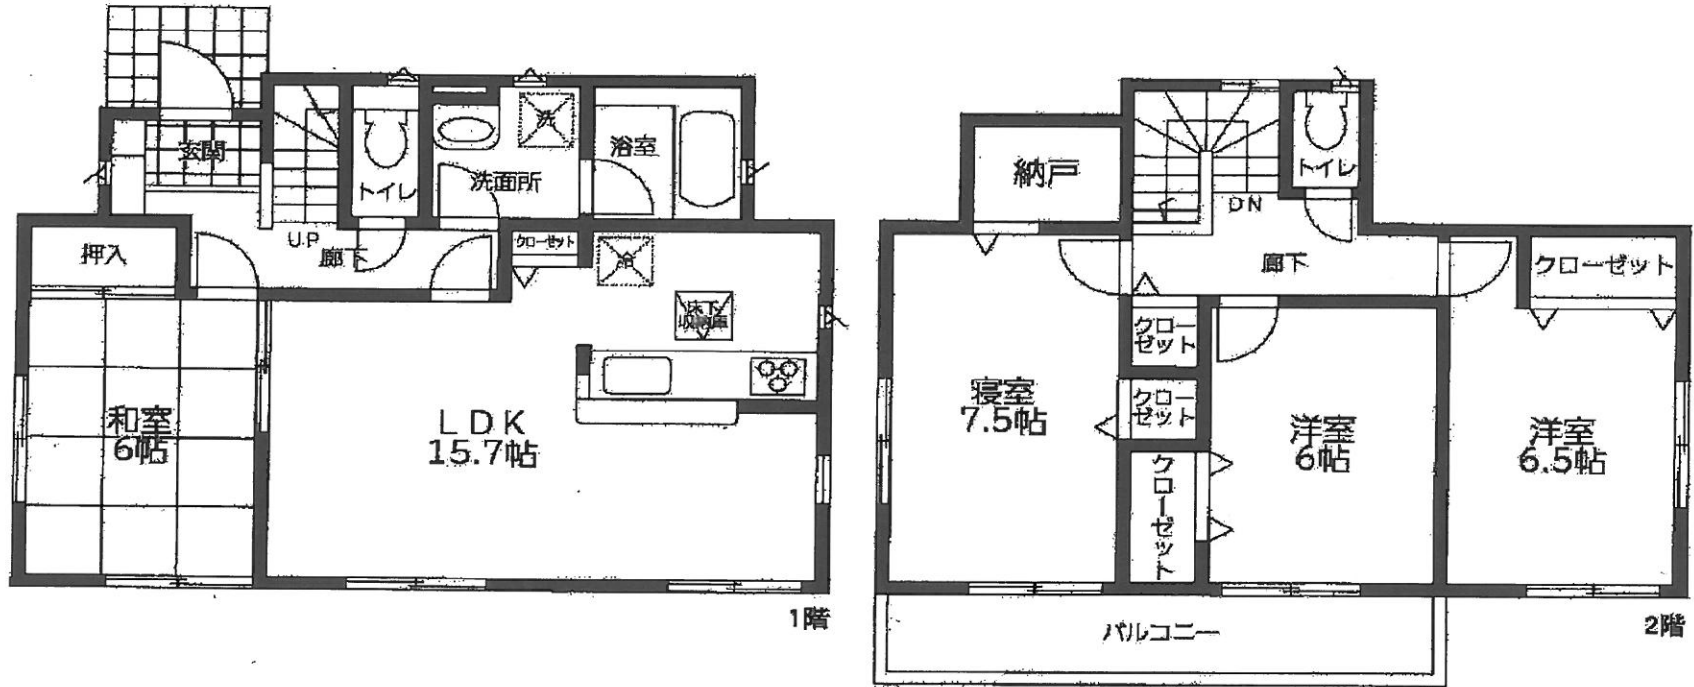 玄関
UP
トイレ
洗面所
洗
浴室
押入
廊下
クローゼット
冷
床下
収納庫
和室
6帖
LDK
15.7帖
1階
納戸
DN
トイレ
廊下
クローゼット
クロー
ゼット
クロー
ゼット
クローゼット
寝室
7.5帖
洋室
6帖
洋室
6.5帖
バルコニー
2階